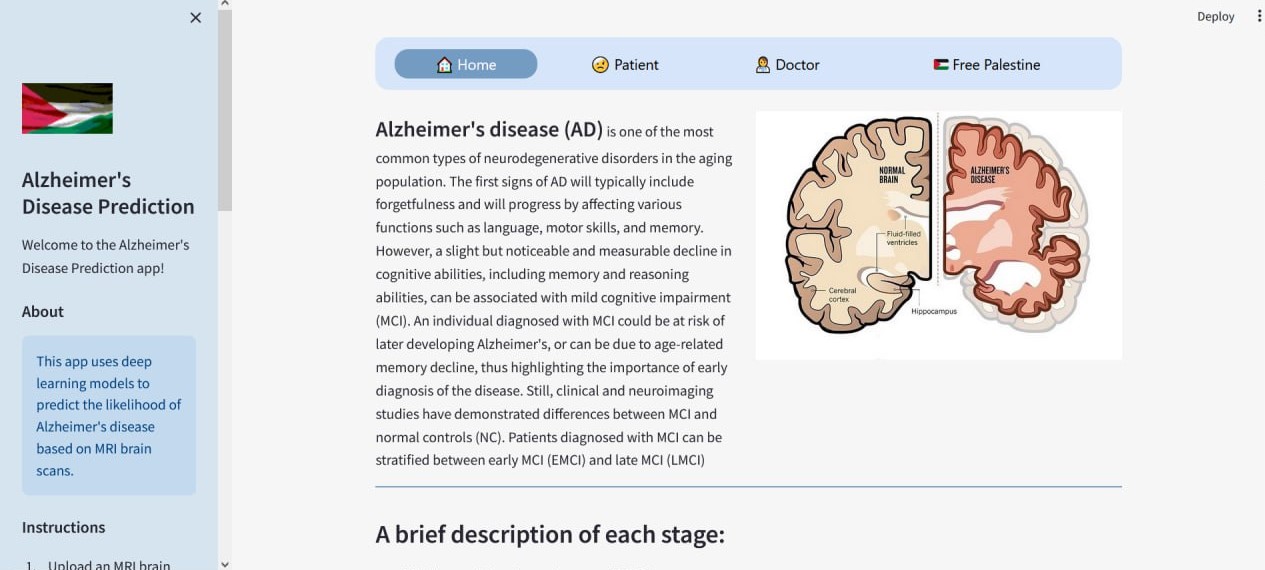 Deploy
Home
Patient
Doctor
Free Palestine
Alzheimer's
Disease Prediction
Welcome to the Alzheimer's
Disease Prediction app!
About
This app uses deep
learning models to
predict the likelihood of
Alzheimer's disease
based on MRI brain
scans.
Instructions
1. Upload an MRI brain
Alzheimer's disease (AD) is one of the most
common types of neurodegenerative disorders in the aging
population. The first signs of AD will typically include
forgetfulness and will progress by affecting various
functions such as language, motor skills, and memory.
However, a slight but noticeable and measurable decline in
cognitive abilities, including memory and reasoning
abilities, can be associated with mild cognitive impairment
(MCI). An individual diagnosed with MCI could be at risk of
later developing Alzheimer's, or can be due to age-related
memory decline, thus highlighting the importance of early
diagnosis of the disease. Still, clinical and neuroimaging
studies have demonstrated differences between MCI and
normal controls (NC). Patients diagnosed with MCI can be
stratified between early MCI (EMCI) and late MCI (LMCI)
NORMAL
BRAIN
ALZHEIMER'S
DISEASE
Fluid-filled
ventricles
Cerebral
cortex
Hippocampus
A brief description of each stage: